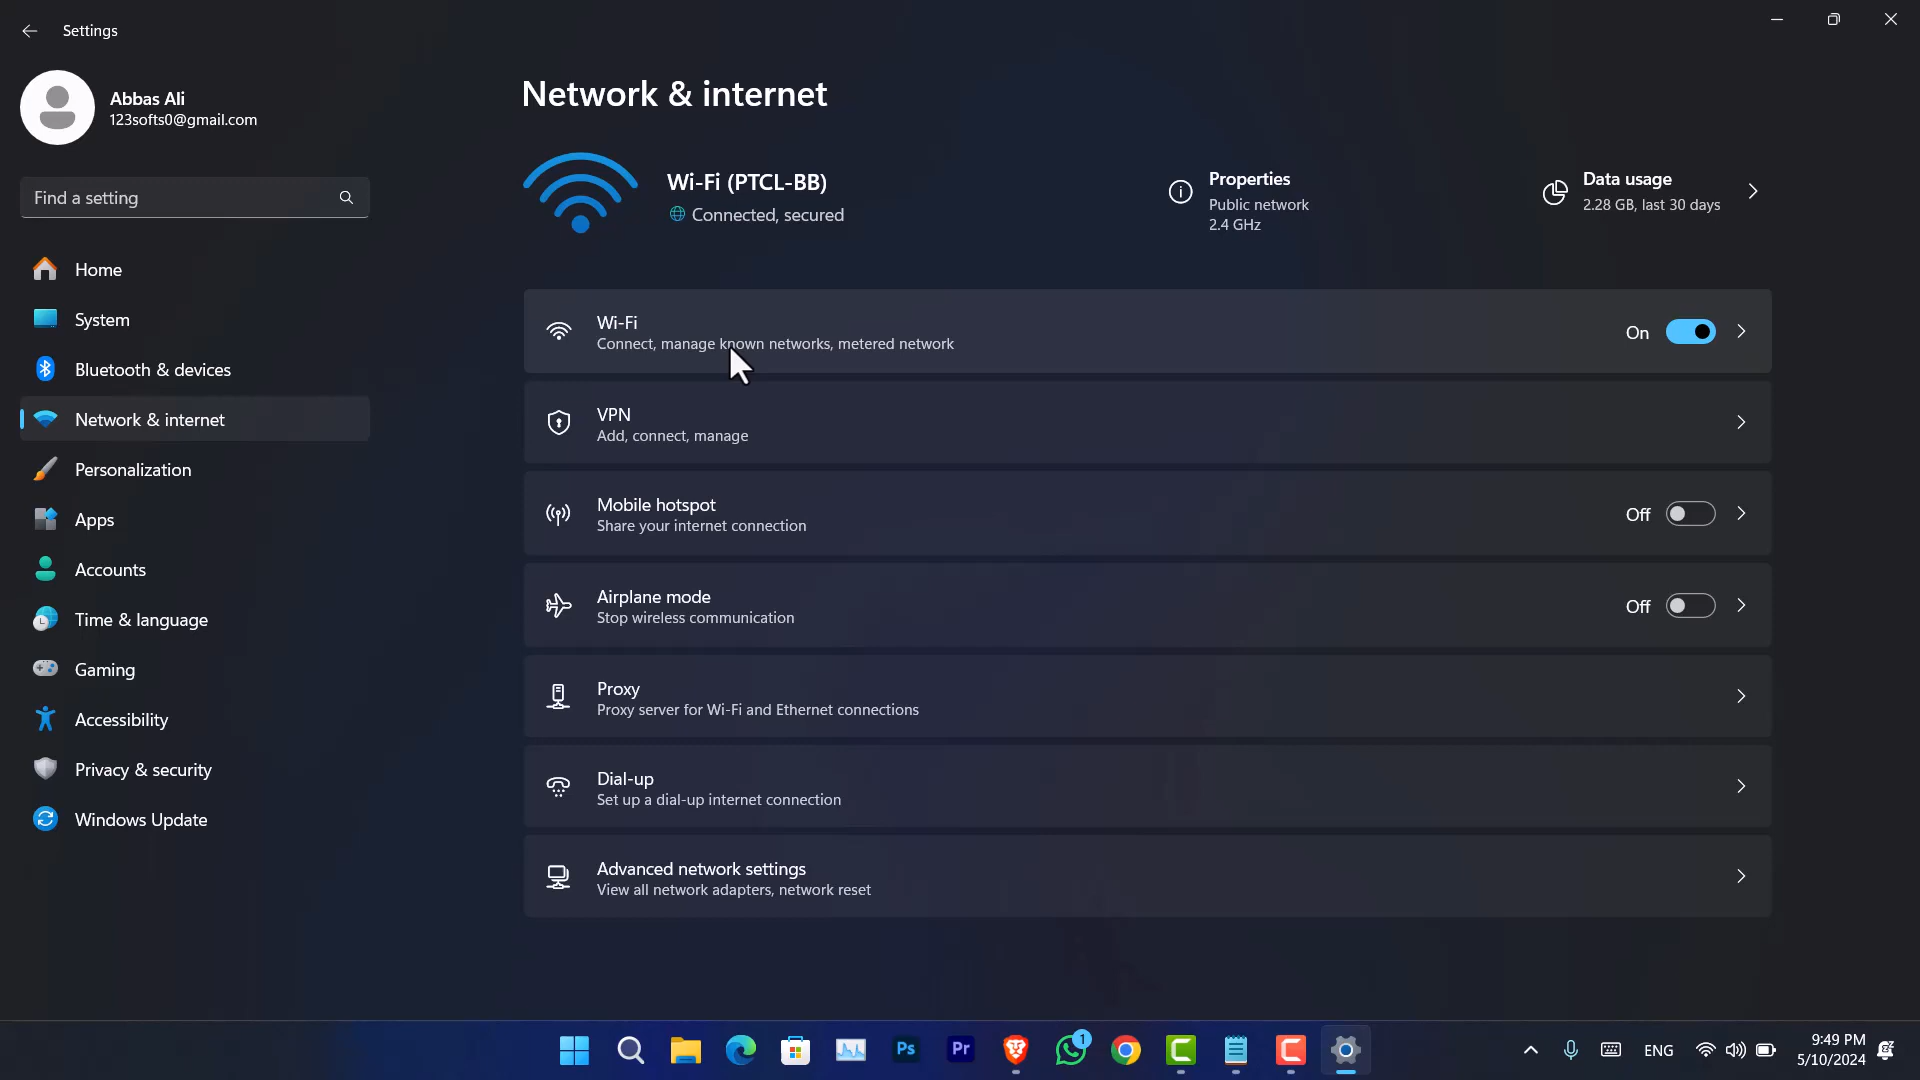 Settings
Abbas Ali
123softs0@gmail.com
Find a setting
Home
System
Bluetooth & devices
Network & internet
Personalization
Apps
Accounts
Time & language
Gaming
Accessibility
Privacy & security
Windows Update
Network & internet
Wi-Fi (PTCL-BB)
Connected, secured
Properties
Public network
2.4 GHz
Data usage
2.28 GB, last 30 days
Wi-Fi
Connect, manage known networks, metered network
On
VPN
Add, connect, manage
Mobile hotspot
Share your internet connection
Off
Airplane mode
Stop wireless communication
Off
Proxy
Proxy server for Wi-Fi and Ethernet connections
Dial-up
Set up a dial-up internet connection
Advanced network settings
View all network adapters, network reset
Ps
Pr
1
ENG
9:49 PM
5/10/2024